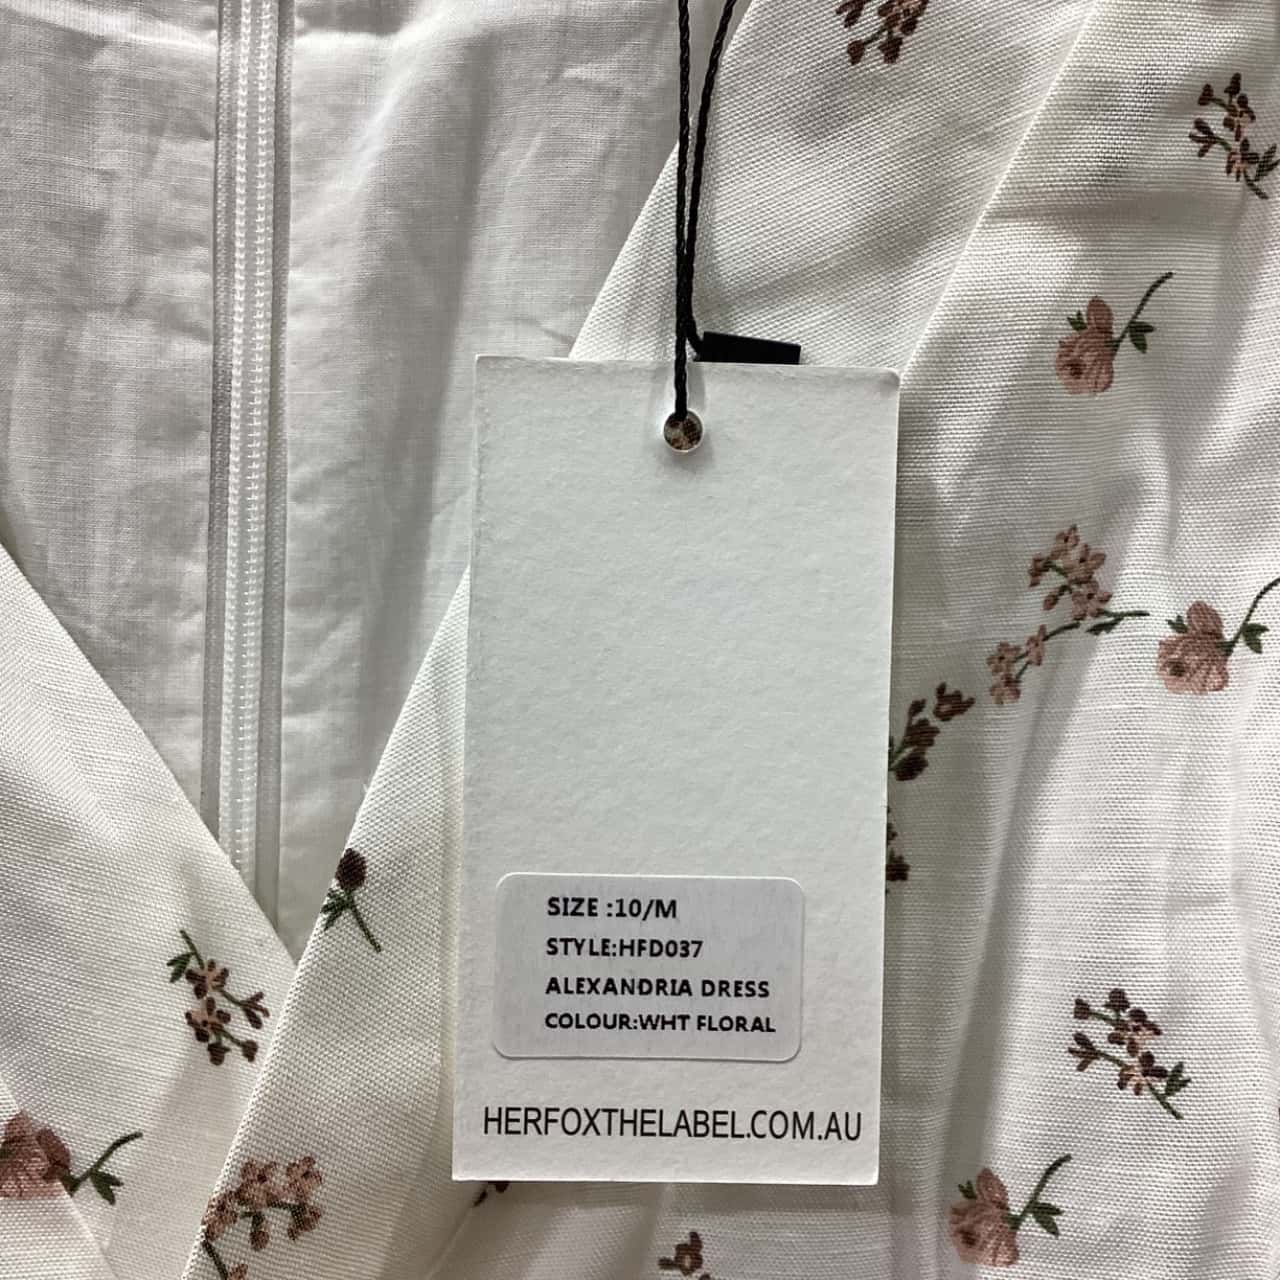 SIZE :10/M
STYLE:HFD037
ALEXANDRIA DRESS
COLOUR:WHT FLORAL
HERFOXTHELABEL.COM.AU